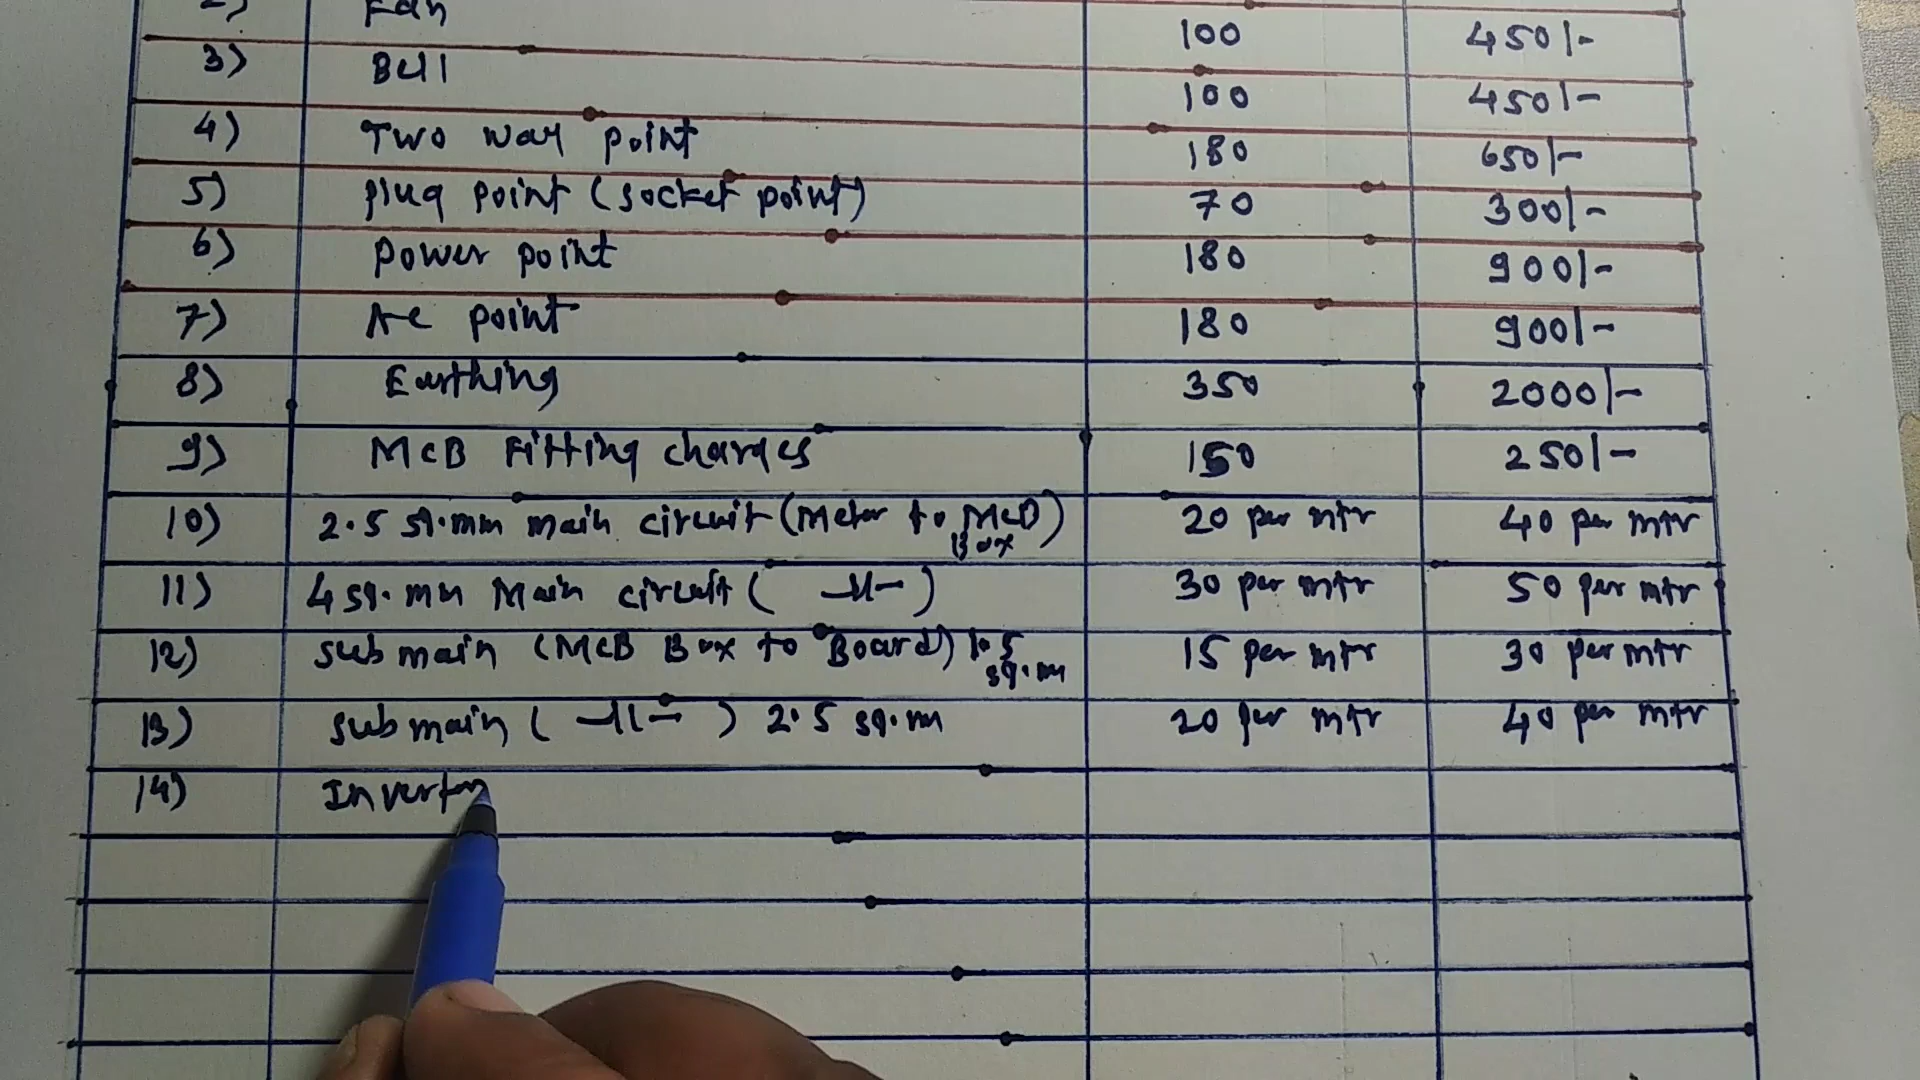 2) Fan 100 450/-
3) Bell 100 450/-
4) Two way point 180 650/-
5) Plug point (socket point) 70 300/-
6) Power point 180 900/-
7) Ac point 180 900/-
8) Earthing 350 2000/-
9) McB Fitting charges 150 250/-
10) 2.5 sq.mm main circuit (Meter to McB Box) 20 per mtr 40 per mtr
11) 4 sq.mm Main circuit ( -||- ) 30 per mtr 50 per mtr
12) sub main (McB Box to Board) 1.5 sq.mm 15 per mtr 30 per mtr
13) sub main ( -||- ) 2.5 sq.mm 20 per mtr 40 per mtr
14) Inverter